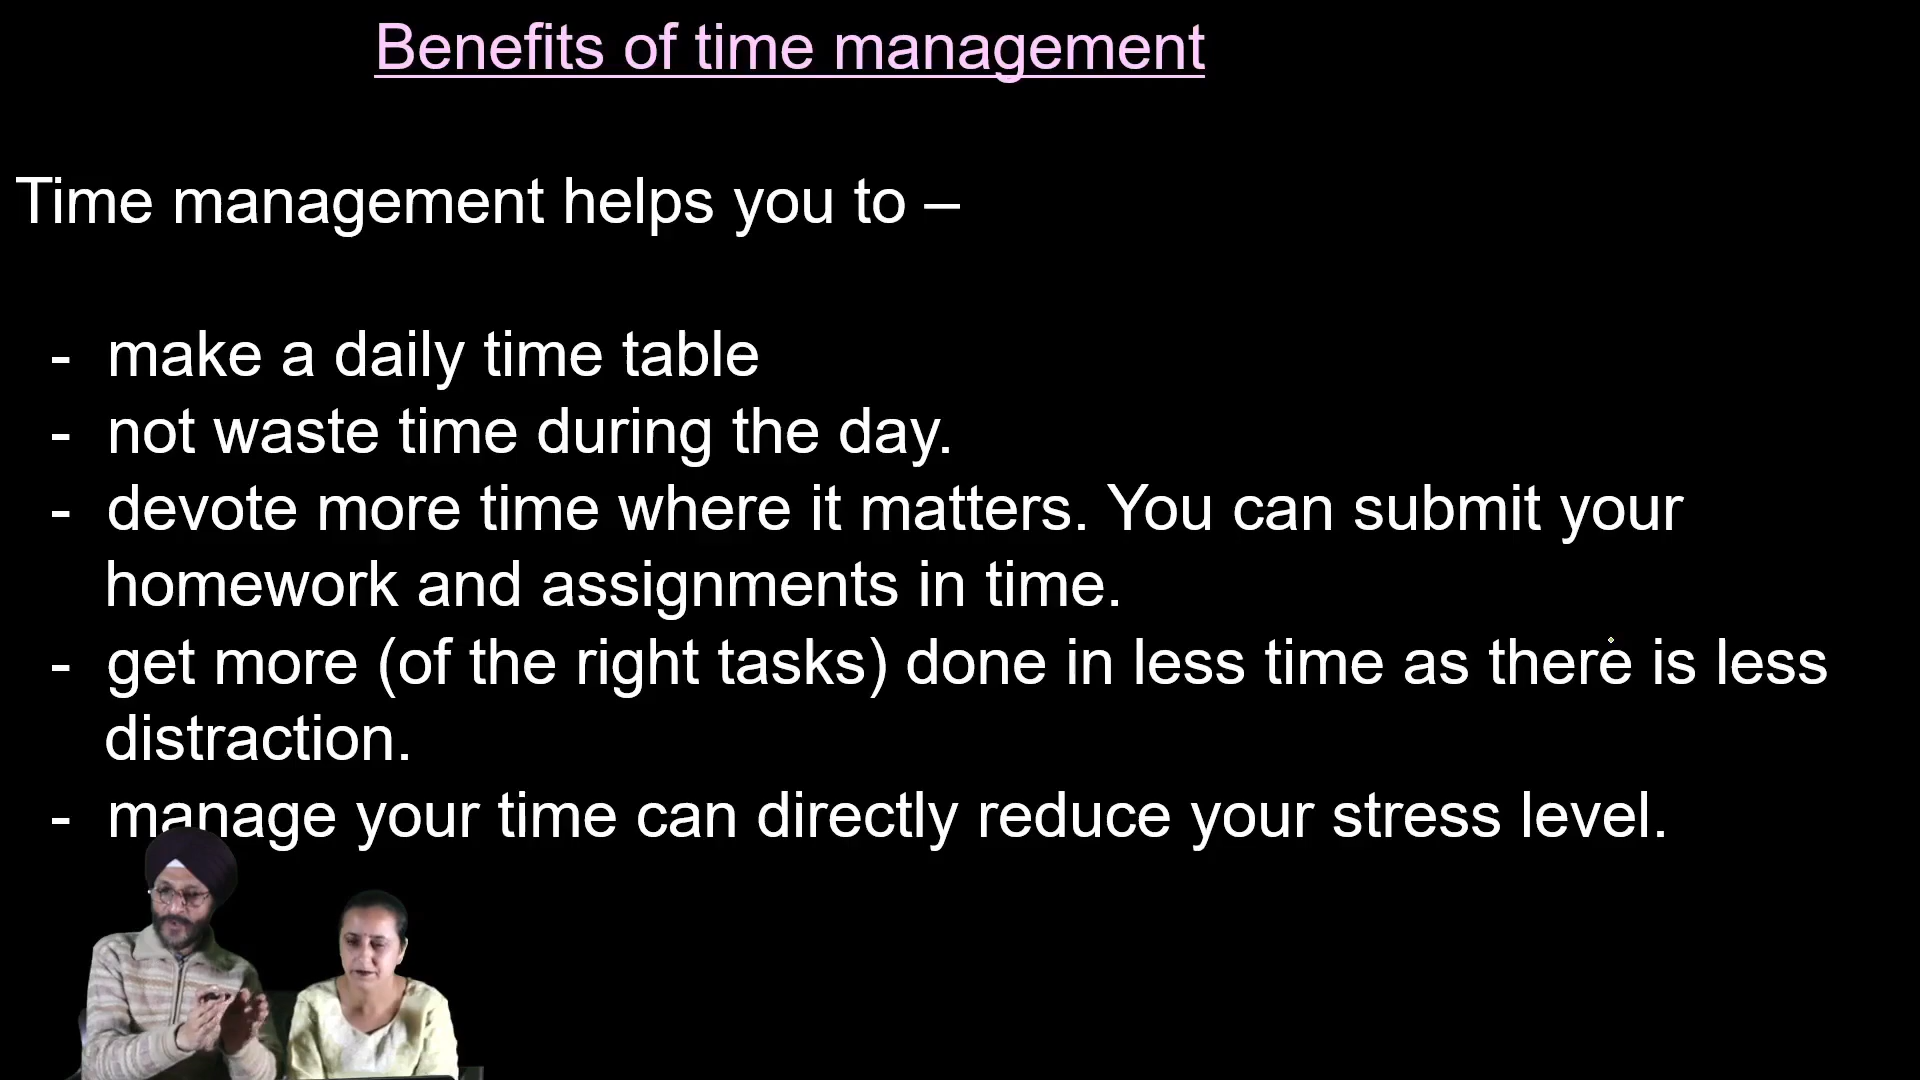 Benefits of time management
Time management helps you to –
- make a daily time table
- not waste time during the day.
- devote more time where it matters. You can submit your
homework and assignments in time.
- get more (of the right tasks) done in less time as there is less
distraction.
- manage your time can directly reduce your stress level.